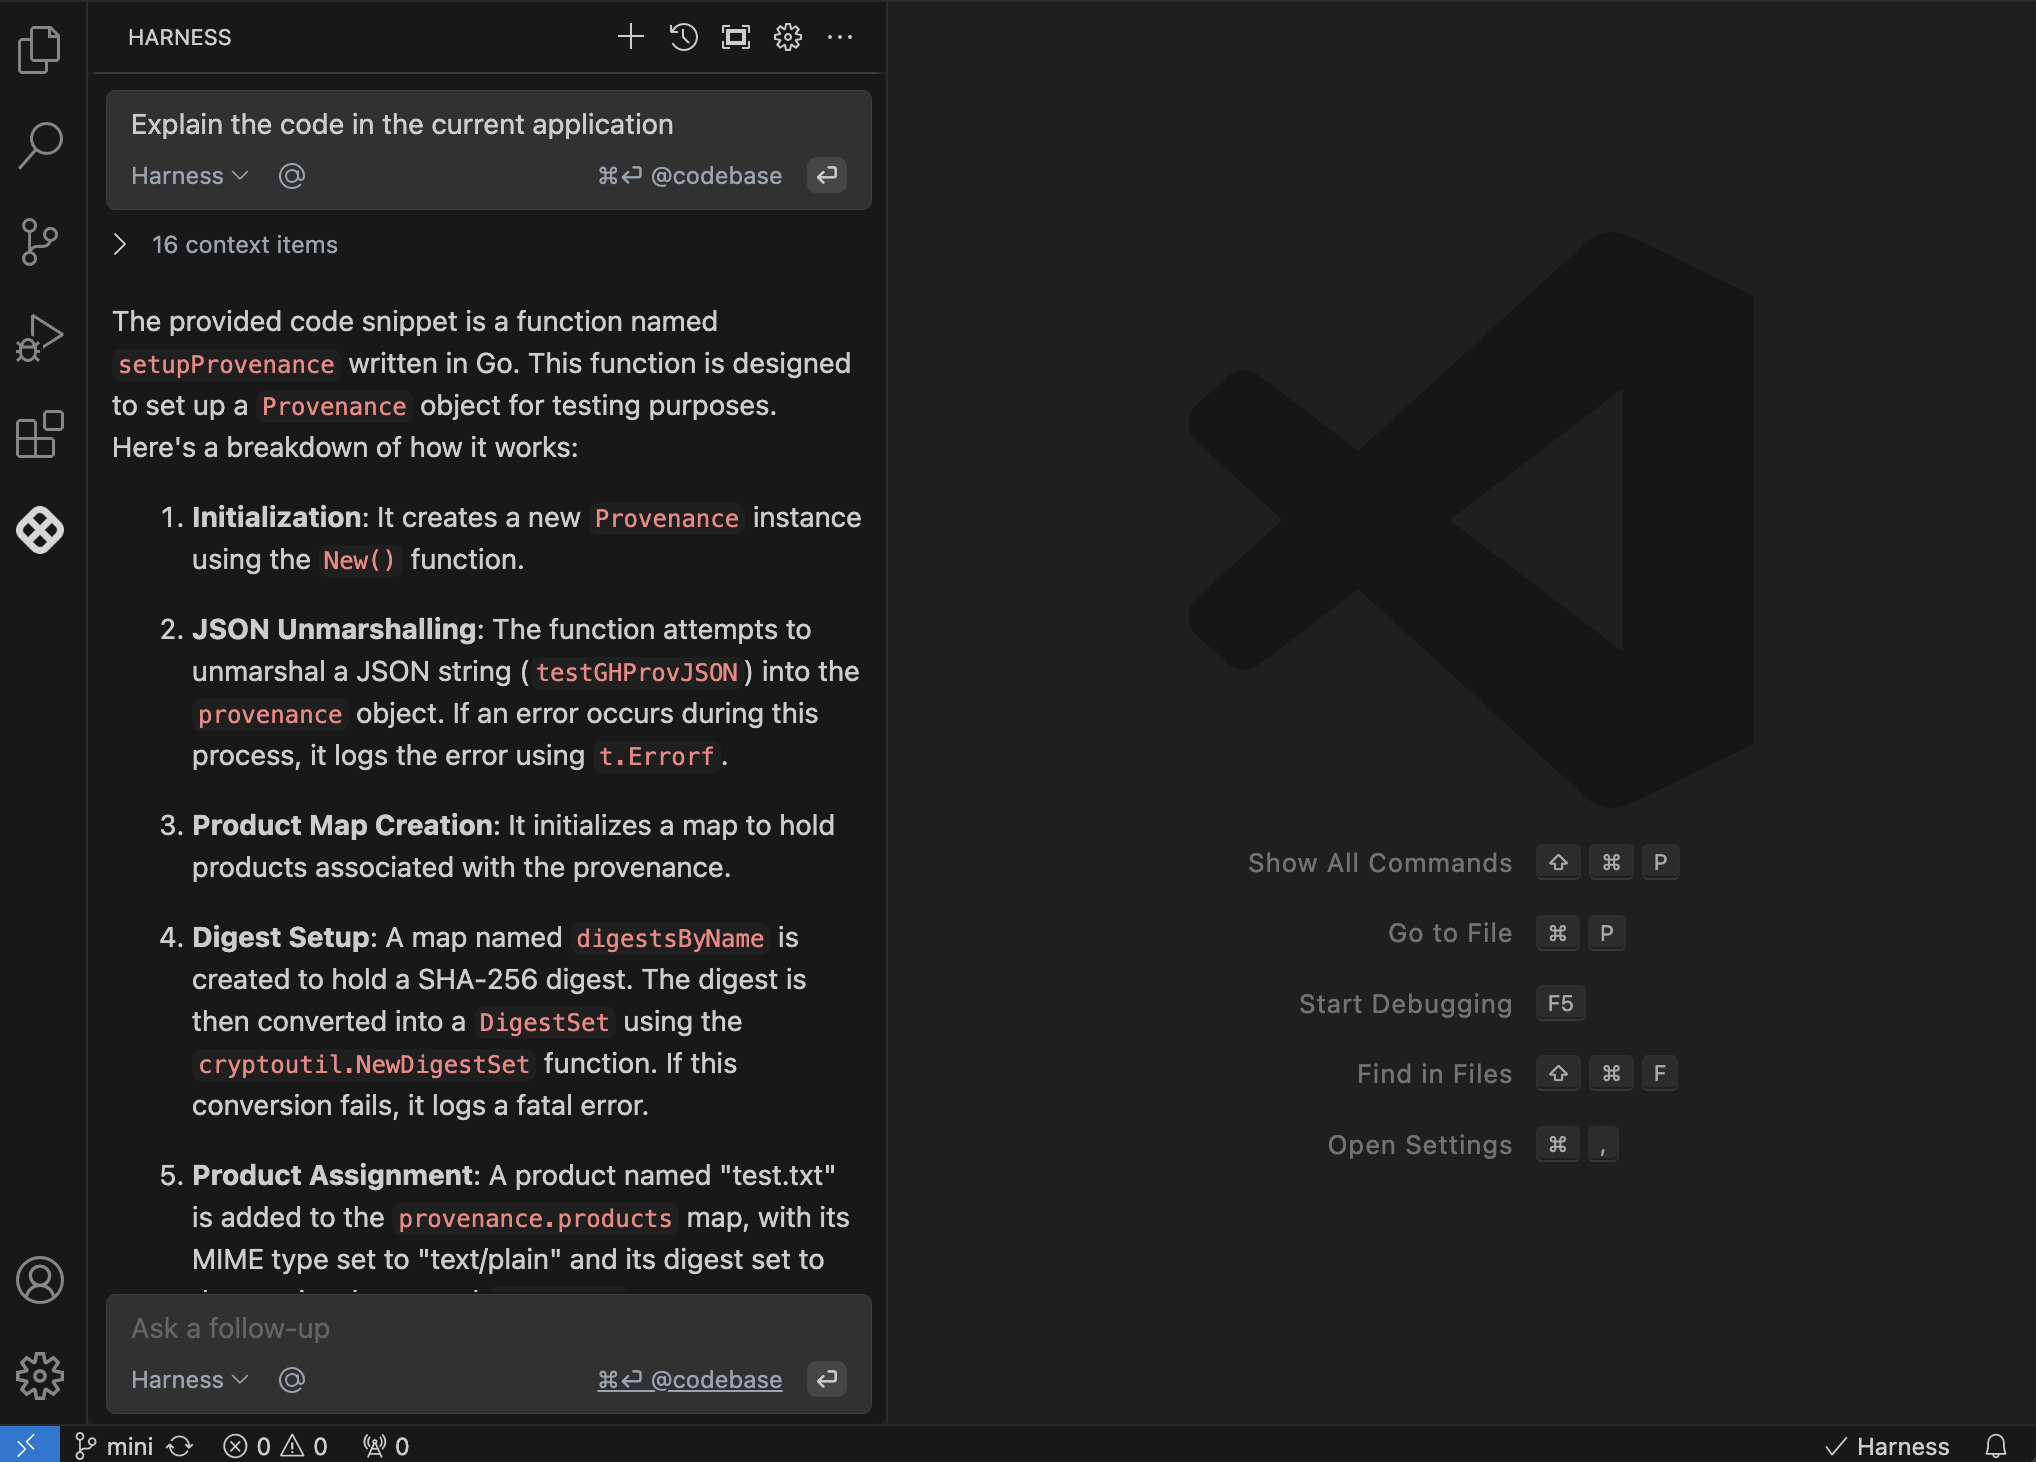 HARNESS
Explain the code in the current application
Harness @ ⌘⏎ @codebase
16 context items
The provided code snippet is a function named
setupProvenance written in Go. This function is designed
to set up a Provenance object for testing purposes.
Here's a breakdown of how it works:
1. Initialization: It creates a new Provenance instance
using the New() function.
2. JSON Unmarshalling: The function attempts to
unmarshal a JSON string (testGHProvJSON) into the
provenance object. If an error occurs during this
process, it logs the error using t.Errorf.
3. Product Map Creation: It initializes a map to hold
products associated with the provenance.
4. Digest Setup: A map named digestsByName is
created to hold a SHA-256 digest. The digest is
then converted into a DigestSet using the
cryptoutil.NewDigestSet function. If this
conversion fails, it logs a fatal error.
5. Product Assignment: A product named "test.txt"
is added to the provenance.products map, with its
MIME type set to "text/plain" and its digest set to
Ask a follow-up
Harness @ ⌘⏎ @codebase
Show All Commands ⇧ ⌘ P
Go to File ⌘ P
Start Debugging F5
Find in Files ⇧ ⌘ F
Open Settings ⌘ ,
mini 0 0 0
Harness